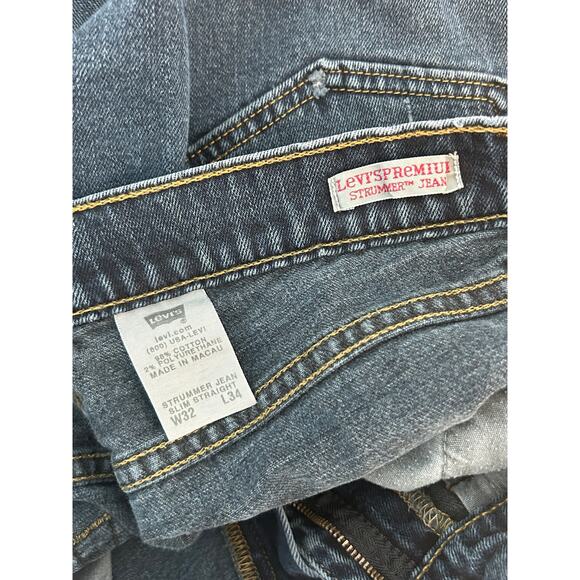 LEVI'S PREMIUM
STRUMMER™ JEAN
Levi's
levi.com
(800) USA-LEVI
98% COTTON
2% POLYURETHANE
MADE IN MACAU
STRUMMER JEAN
SLIM STRAIGHT
W32 L34